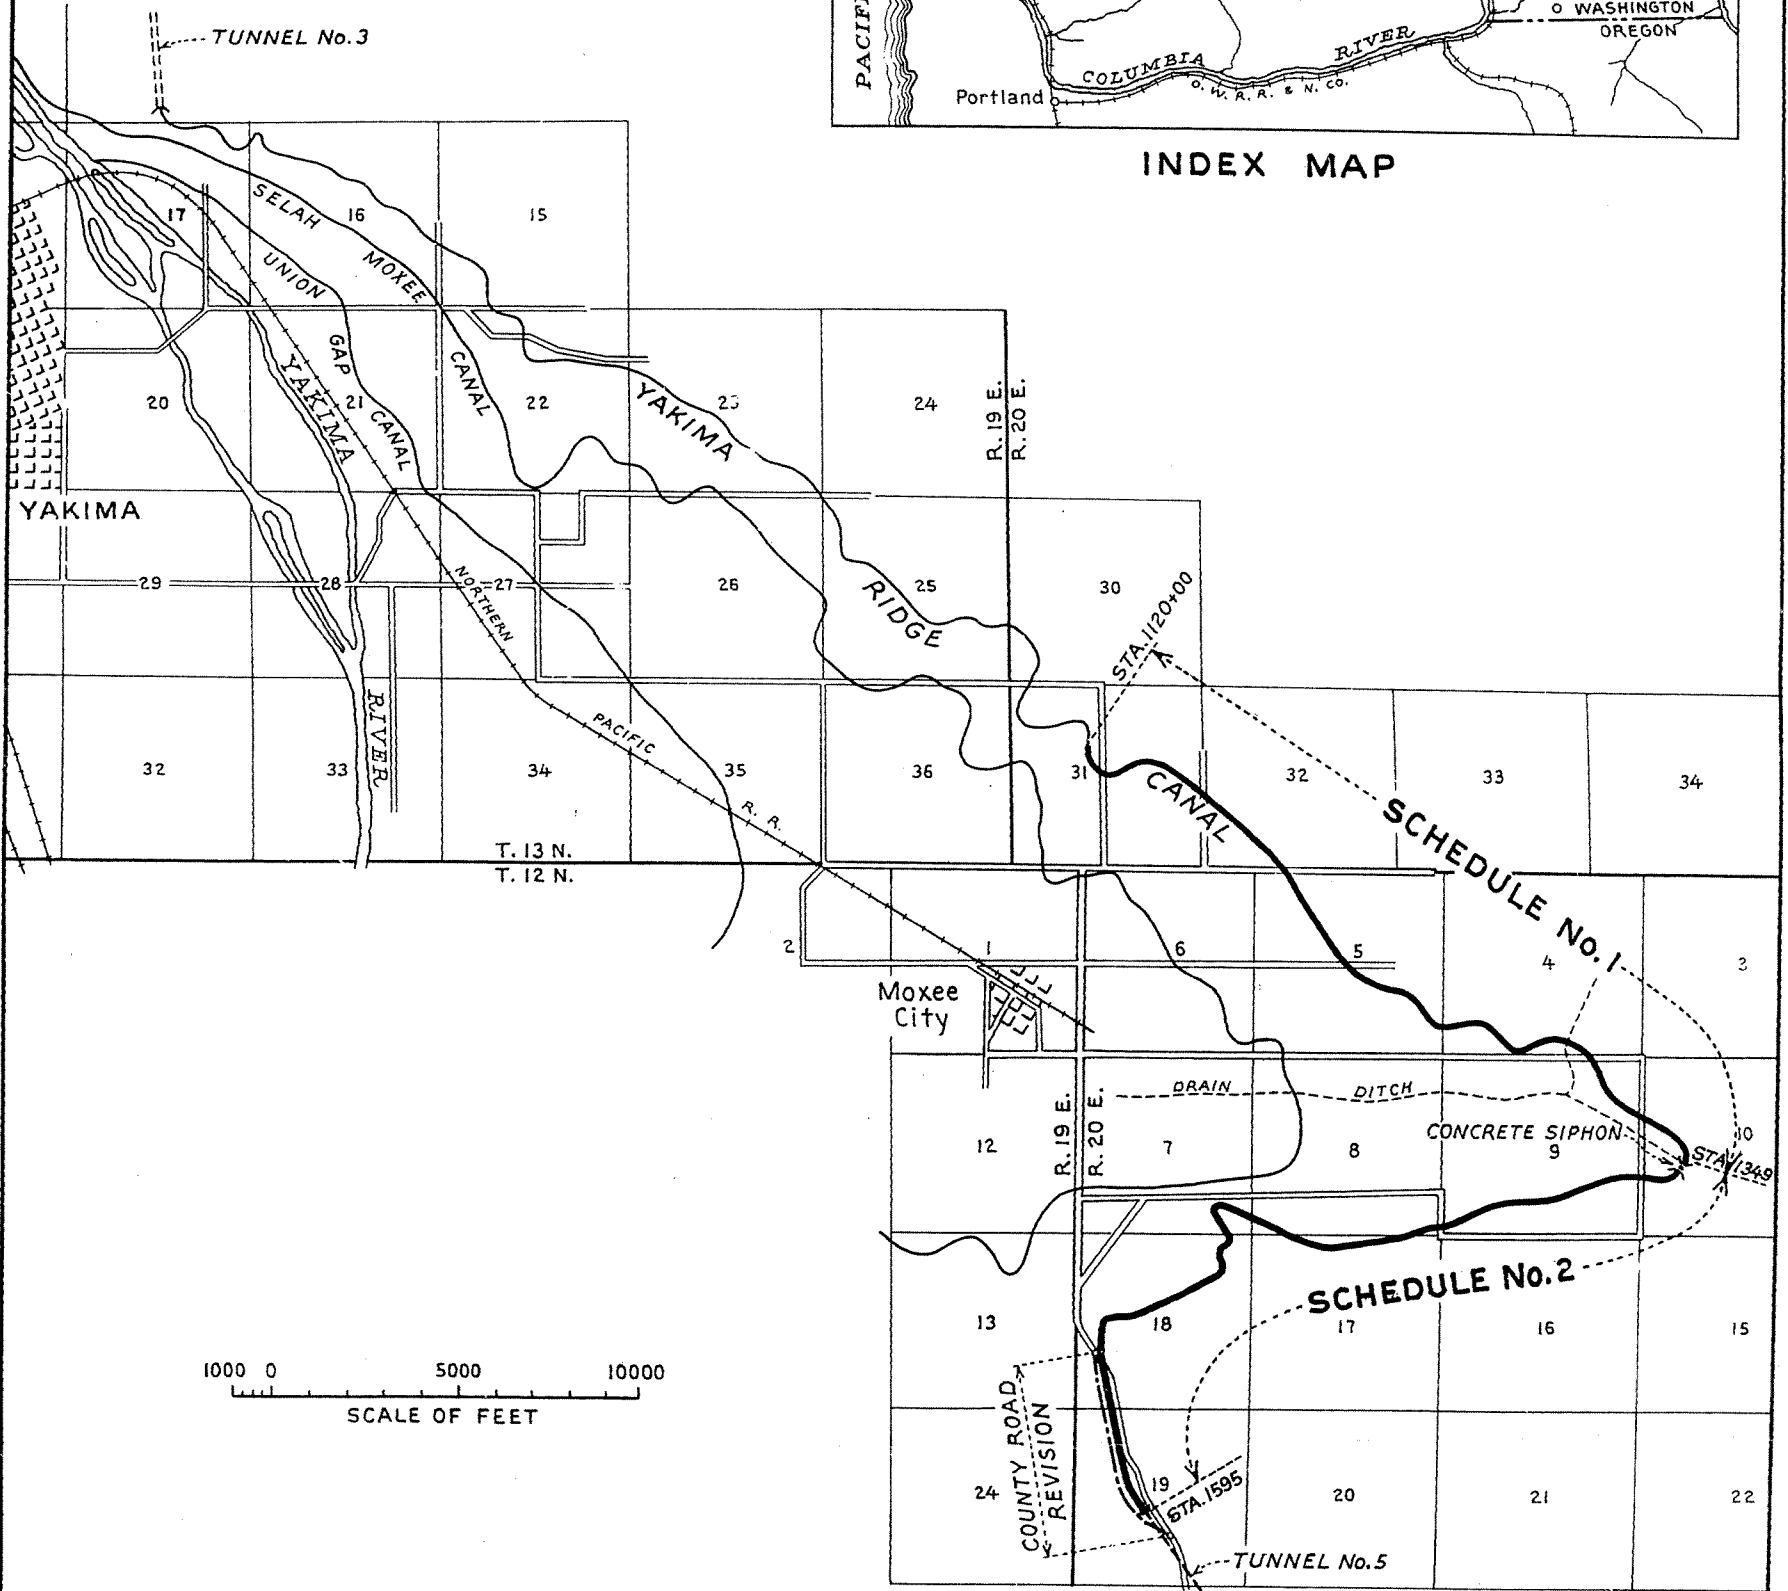 TUNNEL No.3
PACIFI
WASHINGTON
OREGON
COLUMBIA RIVER
O. W. R. R. & N. CO.
Portland
INDEX MAP
17
16
15
SELAH MOXEE CANAL
UNION GAP CANAL
YAKIMA RIVER
20
21
22
23
24
R. 19 E.
R. 20 E.
YAKIMA RIDGE CANAL
YAKIMA
29
28
27
26
25
30
STA. 1120+00
NORTHERN PACIFIC R. R.
32
33
34
35
36
31
32
33
34
T. 13 N.
T. 12 N.
SCHEDULE No. 1
2
1
6
5
4
3
Moxee
City
DRAIN DITCH
CONCRETE SIPHON
R. 19 E.
R. 20 E.
12
7
8
9
10
STA. 1349
SCHEDULE No. 2
13
18
17
16
15
1000 0 5000 10000
SCALE OF FEET
COUNTY ROAD
REVISION
24
19
20
21
22
STA. 1595
TUNNEL No.5